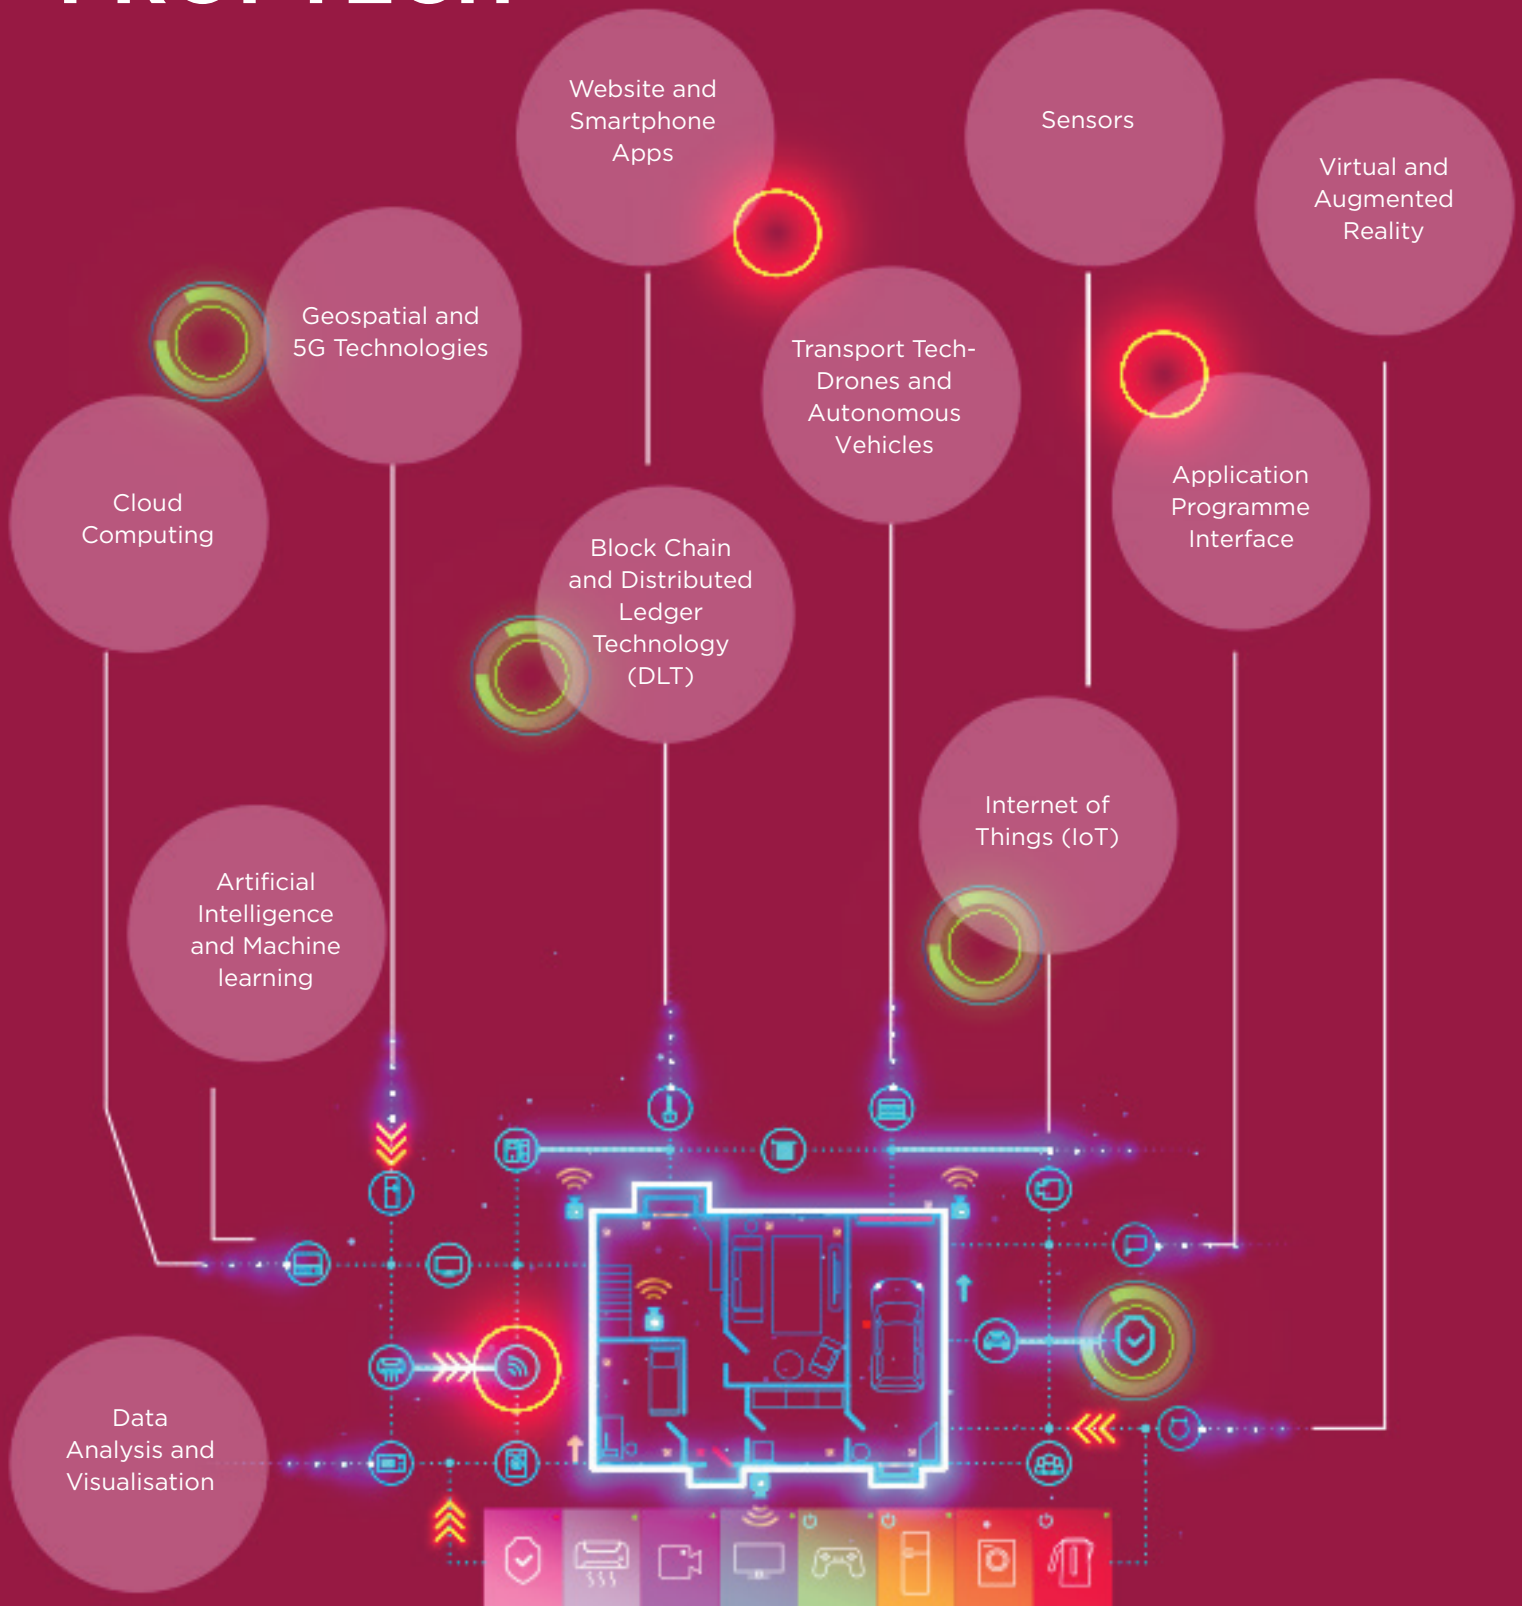 PROPTECH
Website and
Smartphone
Apps
Sensors
Virtual and
Augmented
Reality
Geospatial and
5G Technologies
Transport Tech-
Drones and
Autonomous
Vehicles
Application
Programme
Interface
Cloud
Computing
Block Chain
and Distributed
Ledger
Technology
(DLT)
Internet of
Things (IoT)
Artificial
Intelligence
and Machine
learning
Data
Analysis and
Visualisation